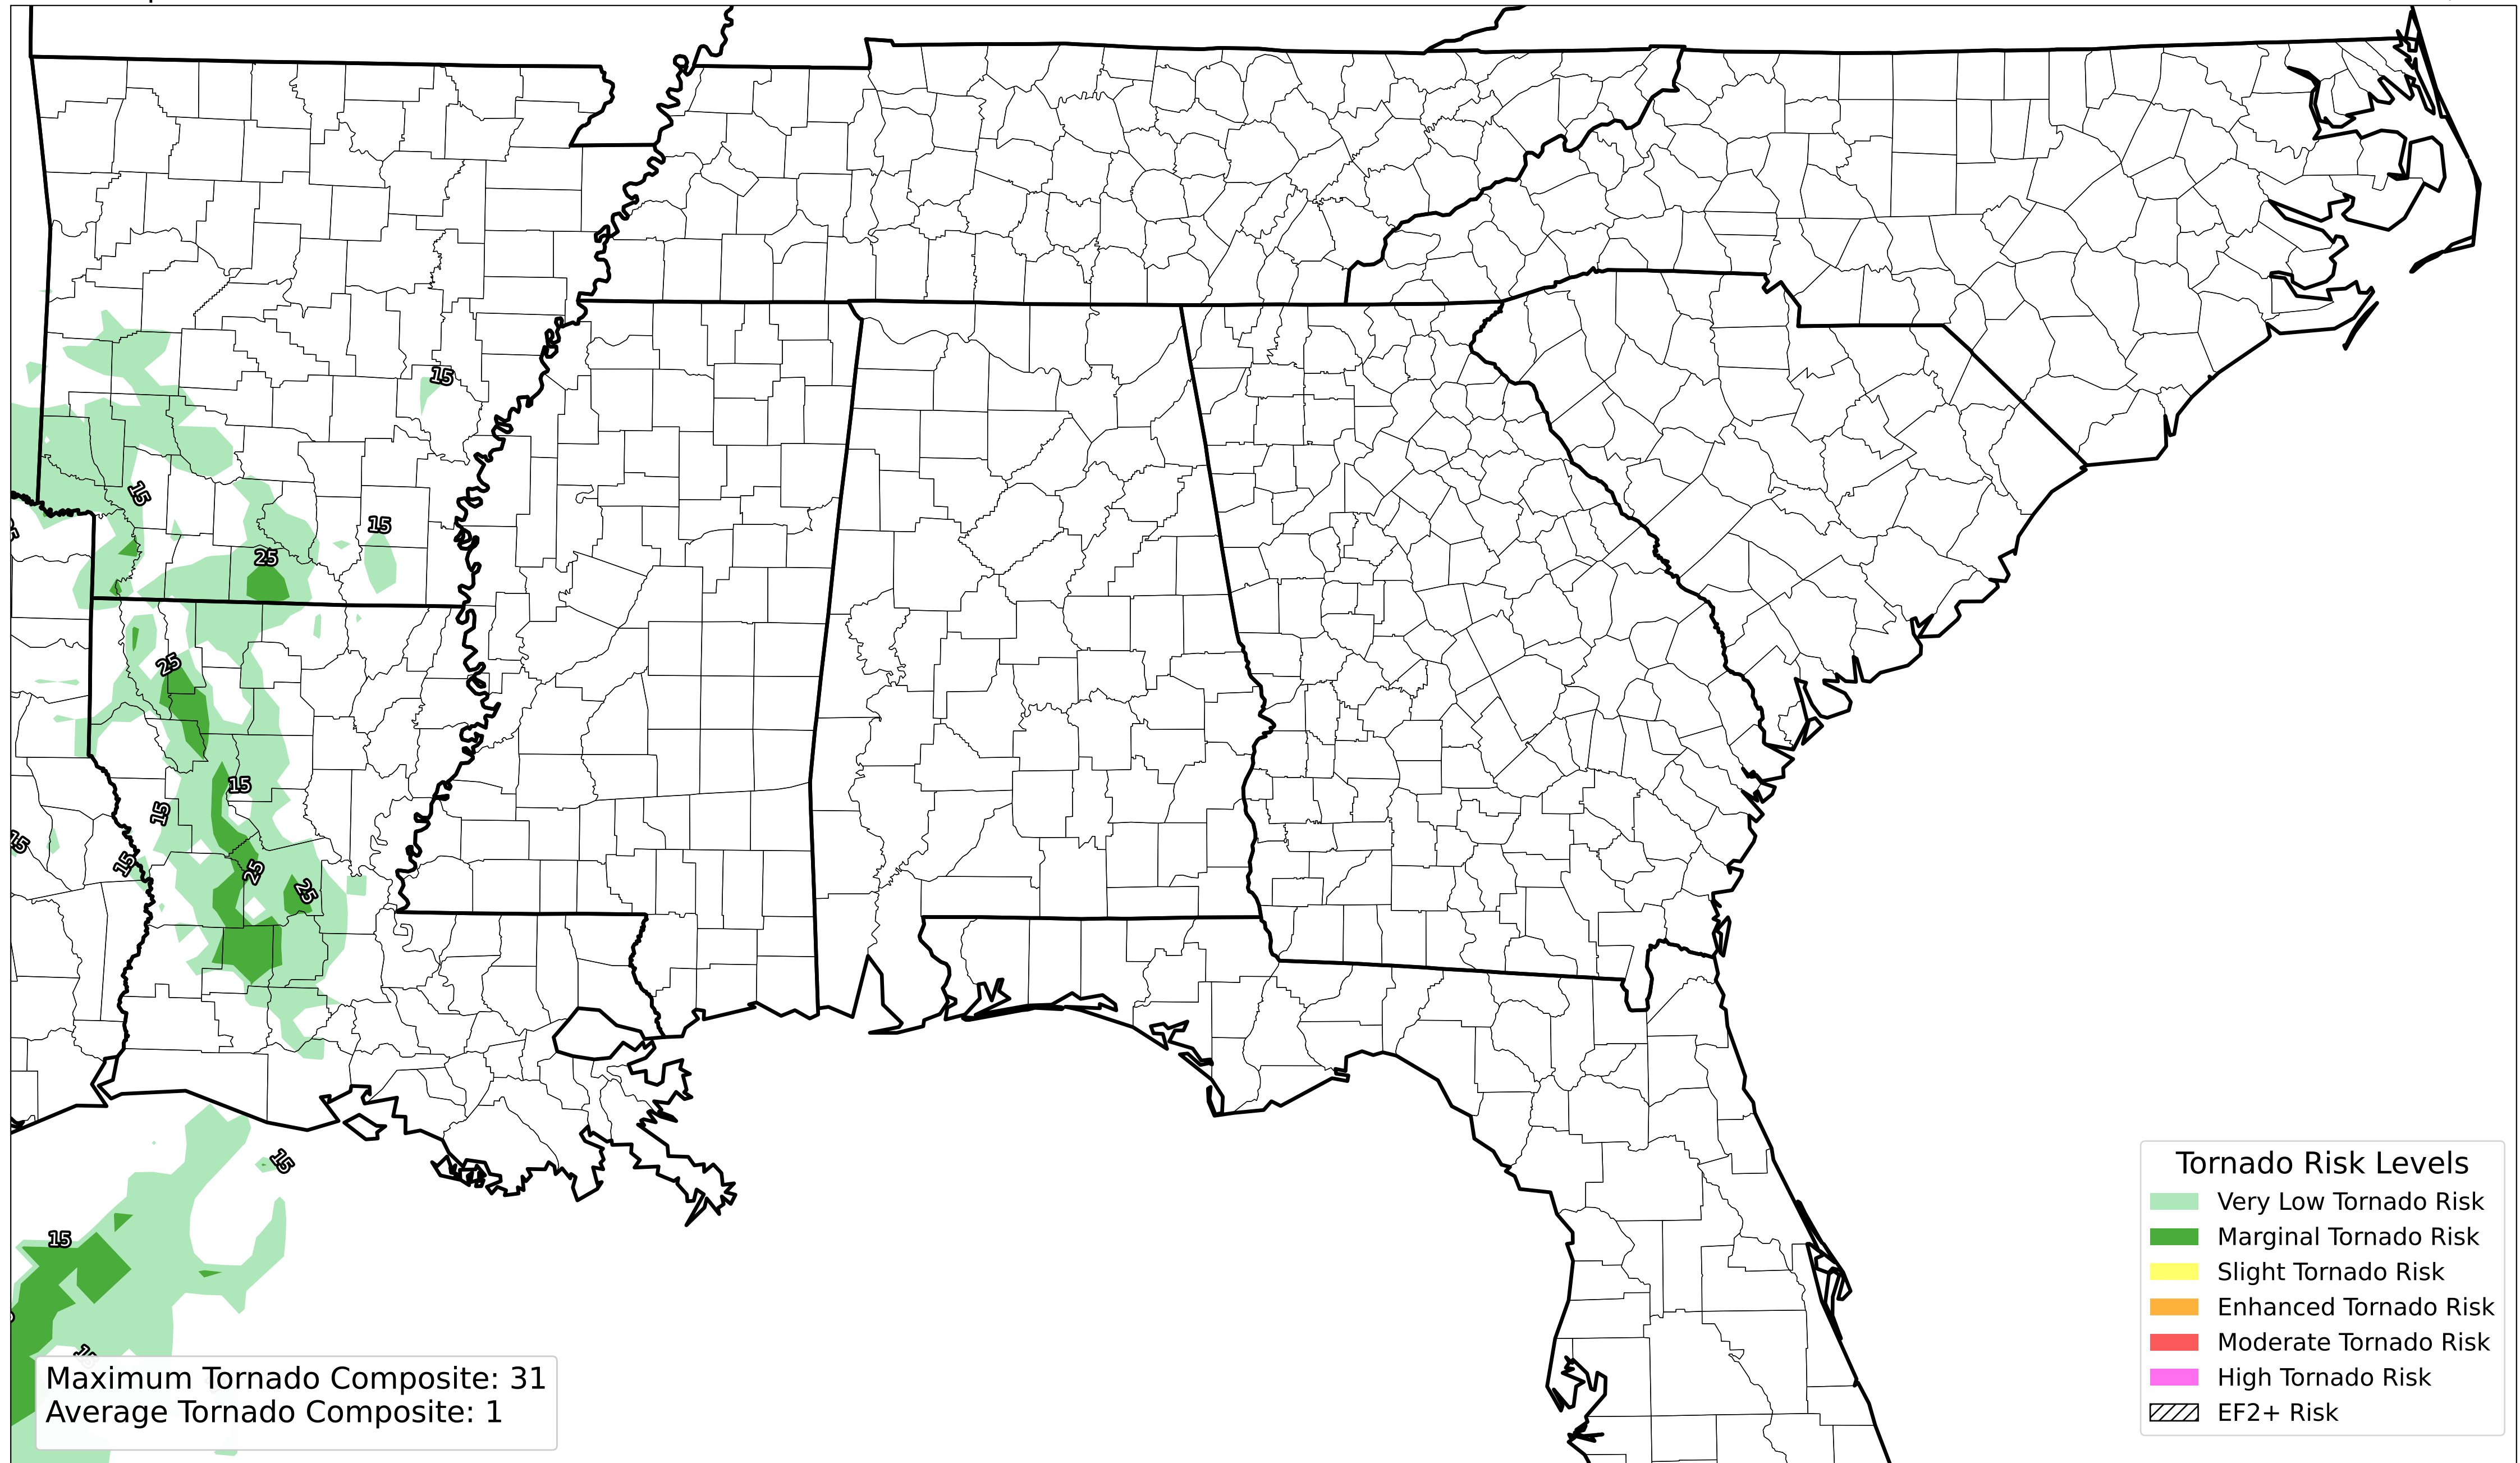 15
15
15
25
25
15
15
15
15
25
25
15
15
Maximum Tornado Composite: 31
Average Tornado Composite: 1
Tornado Risk Levels
Very Low Tornado Risk
Marginal Tornado Risk
Slight Tornado Risk
Enhanced Tornado Risk
Moderate Tornado Risk
High Tornado Risk
EF2+ Risk